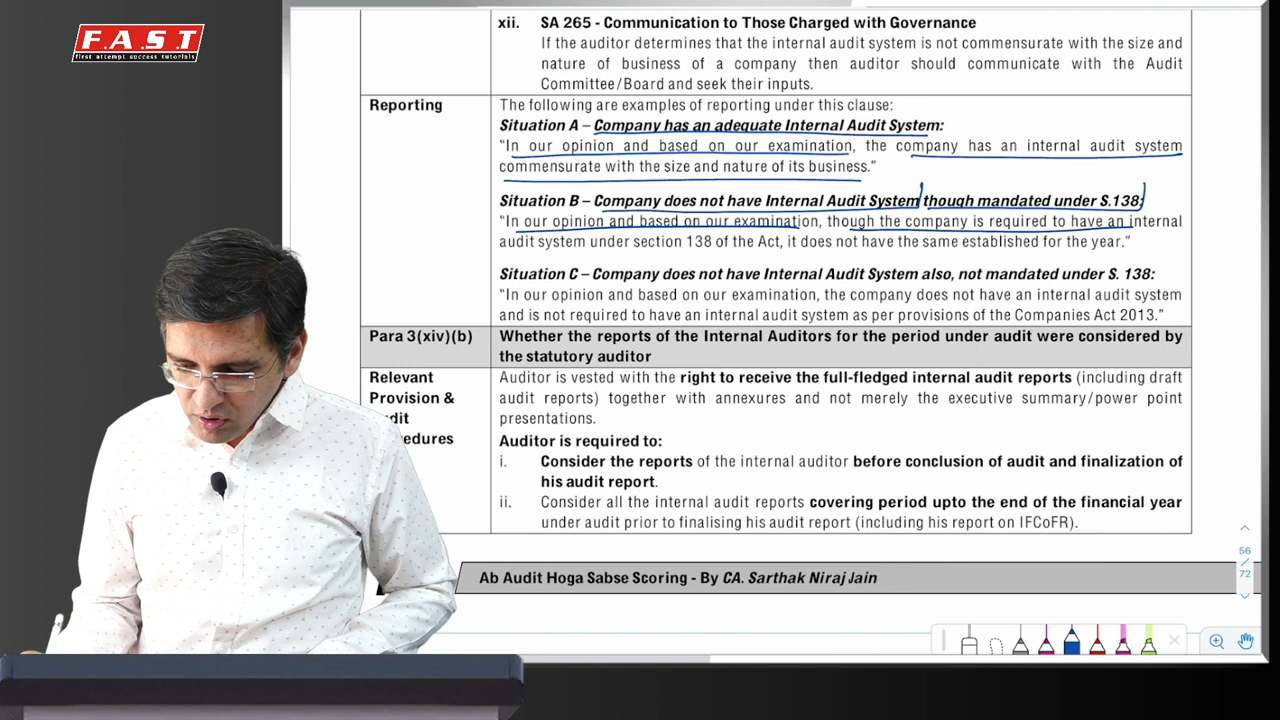 F.A.S.T
first attempt success tutorials
xii. SA 265 - Communication to Those Charged with Governance
If the auditor determines that the internal audit system is not commensurate with the size and
nature of business of a company then auditor should communicate with the Audit
Committee/Board and seek their inputs.
Reporting
The following are examples of reporting under this clause:
Situation A – Company has an adequate Internal Audit System:
"In our opinion and based on our examination, the company has an internal audit system
commensurate with the size and nature of its business."
Situation B – Company does not have Internal Audit System though mandated under S.138:
"In our opinion and based on our examination, though the company is required to have an internal
audit system under section 138 of the Act, it does not have the same established for the year."
Situation C – Company does not have Internal Audit System also, not mandated under S. 138:
"In our opinion and based on our examination, the company does not have an internal audit system
and is not required to have an internal audit system as per provisions of the Companies Act 2013."
Para 3(xiv)(b)
Whether the reports of the Internal Auditors for the period under audit were considered by
the statutory auditor
Relevant
Provision &
dit
edures
Auditor is vested with the right to receive the full-fledged internal audit reports (including draft
audit reports) together with annexures and not merely the executive summary/power point
presentations.
Auditor is required to:
i. Consider the reports of the internal auditor before conclusion of audit and finalization of
his audit report.
ii. Consider all the internal audit reports covering period upto the end of the financial year
under audit prior to finalising his audit report (including his report on IFCoFR).
Ab Audit Hoga Sabse Scoring - By CA. Sarthak Niraj Jain
56
/
72